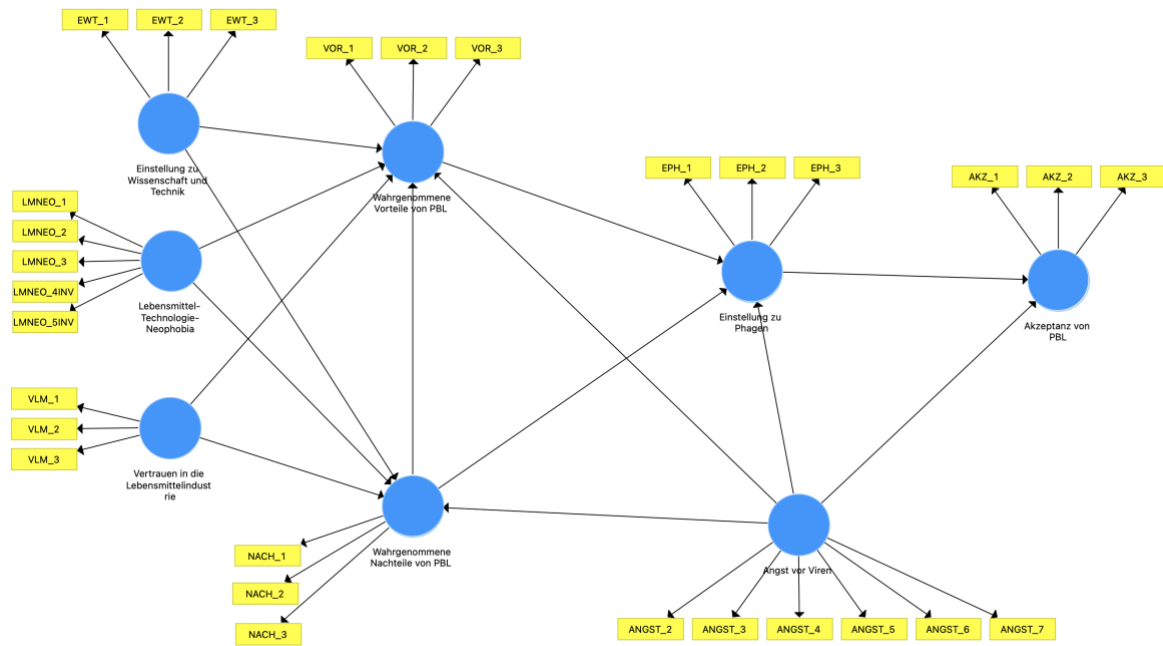 EWT_1
EWT_2
EWT_3
VOR_1
VOR_2
VOR_3
Einstellung zu
Wissenschaft und
Technik
Wahrgenommene
Vorteile von PBL
EPH_1
EPH_2
EPH_3
AKZ_1
AKZ_2
AKZ_3
LMNEO_1
LMNEO_2
LMNEO_3
LMNEO_4INV
LMNEO_5INV
Lebensmittel-
Technologie-
Neophobia
Einstellung zu
Phagen
Akzeptanz von
PBL
VLM_1
VLM_2
VLM_3
Vertrauen in die
Lebensmittelindust
rie
Wahrgenommene
Nachteile von PBL
NACH_1
NACH_2
NACH_3
Angst vor Viren
ANGST_2
ANGST_3
ANGST_4
ANGST_5
ANGST_6
ANGST_7